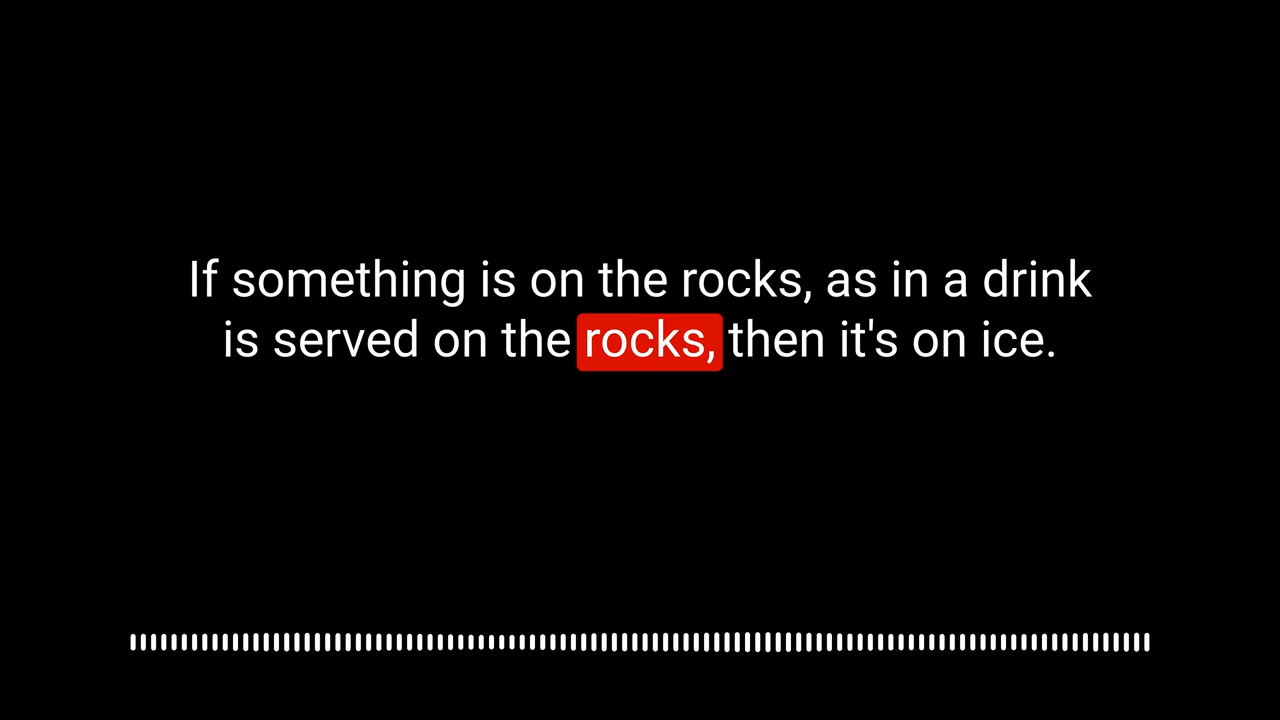 If something is on the rocks, as in a drink
is served on the rocks, then it's on ice.